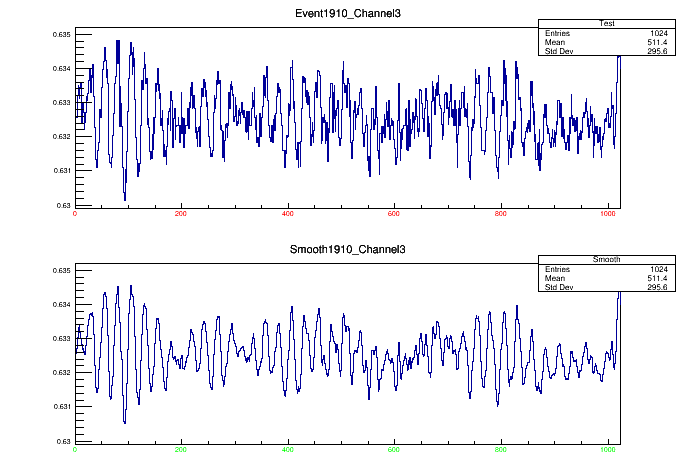 Event1910_Channel3
Test
Entries 1024
Mean 511.4
Std Dev 295.6
0.635
0.634
0.633
0.632
0.631
0.63
0 200 400 600 800 1000
Smooth1910_Channel3
Smooth
Entries 1024
Mean 511.4
Std Dev 295.6
0.635
0.634
0.633
0.632
0.631
0.63
0 200 400 600 800 1000